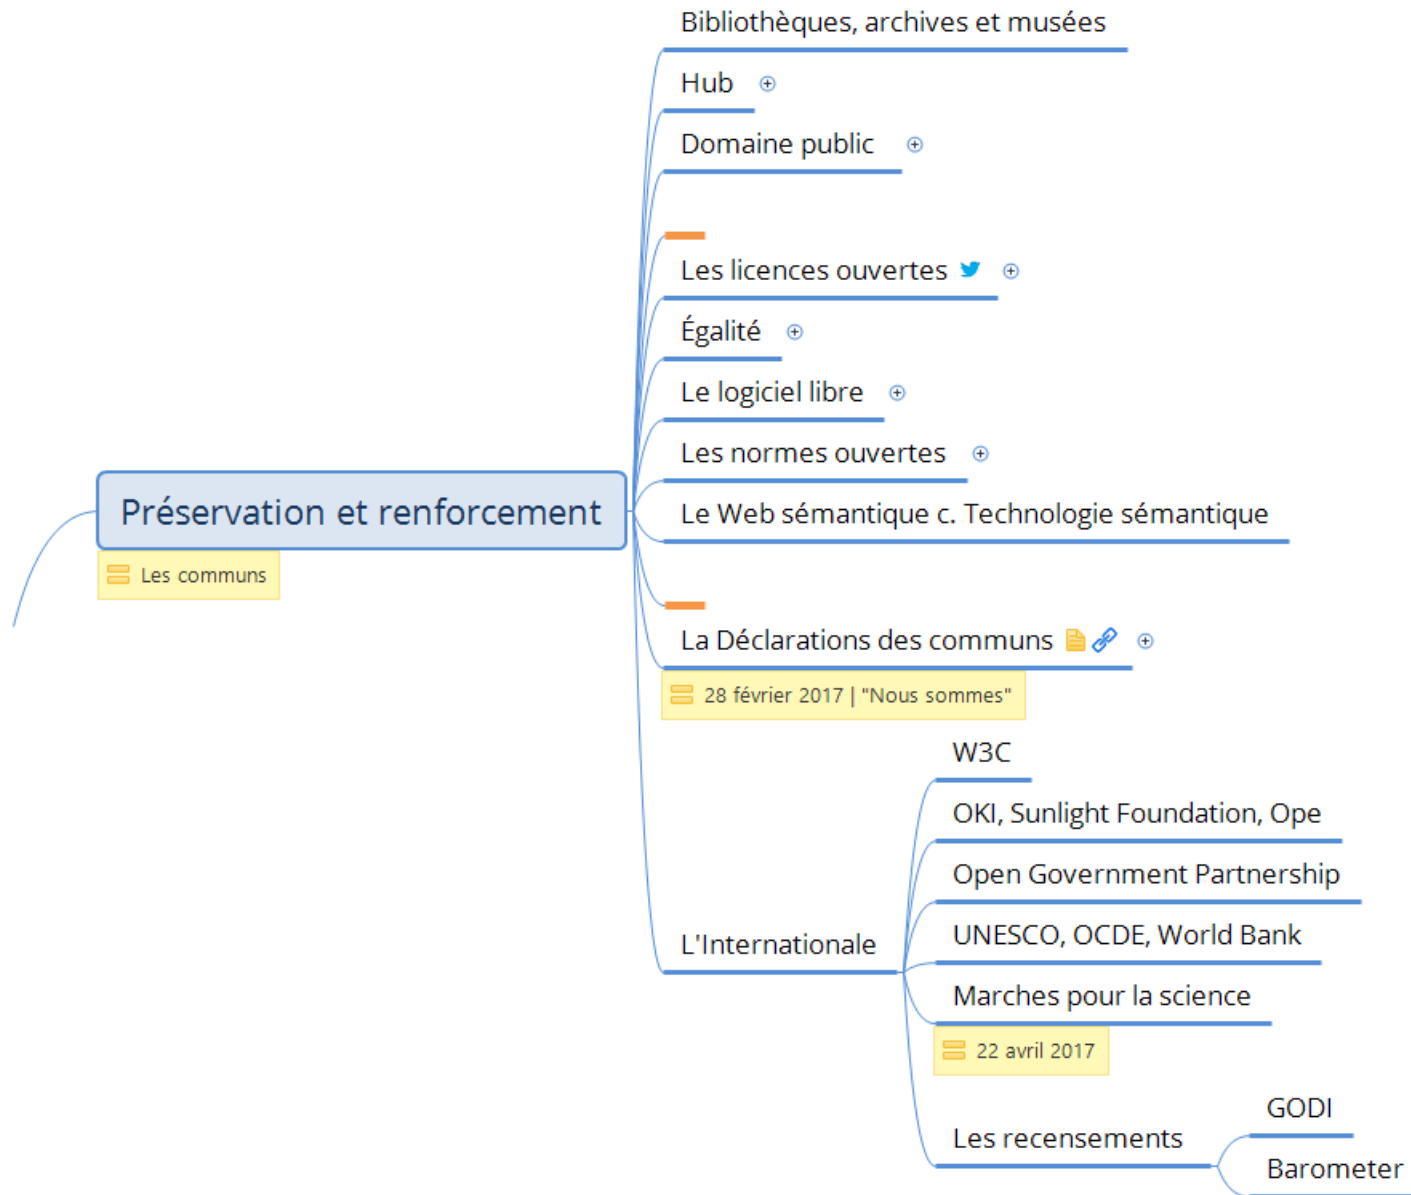 Bibliothèques, archives et musées
Hub
Domaine public
Les licences ouvertes
Égalité
Le logiciel libre
Les normes ouvertes
Préservation et renforcement
Les communs
Le Web sémantique c. Technologie sémantique
La Déclarations des communs
28 février 2017 | "Nous sommes"
L'Internationale
W3C
OKI, Sunlight Foundation, Ope
Open Government Partnership
UNESCO, OCDE, World Bank
Marches pour la science
22 avril 2017
Les recensements
GODI
Barometer